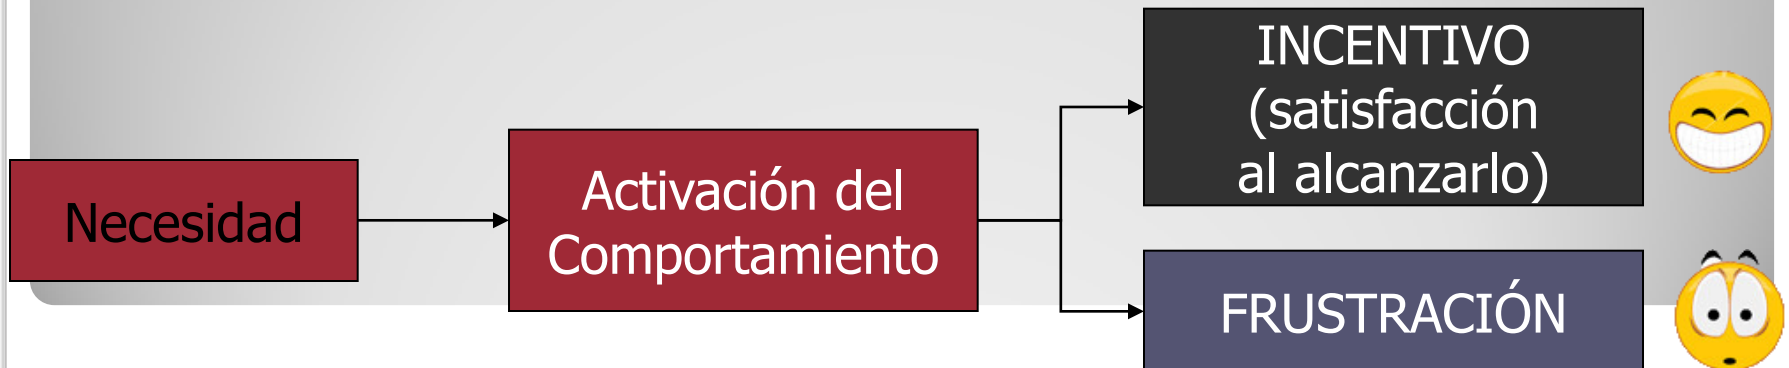 Necesidad
Activación del
Comportamiento
INCENTIVO
(satisfacción
al alcanzarlo)
FRUSTRACIÓN